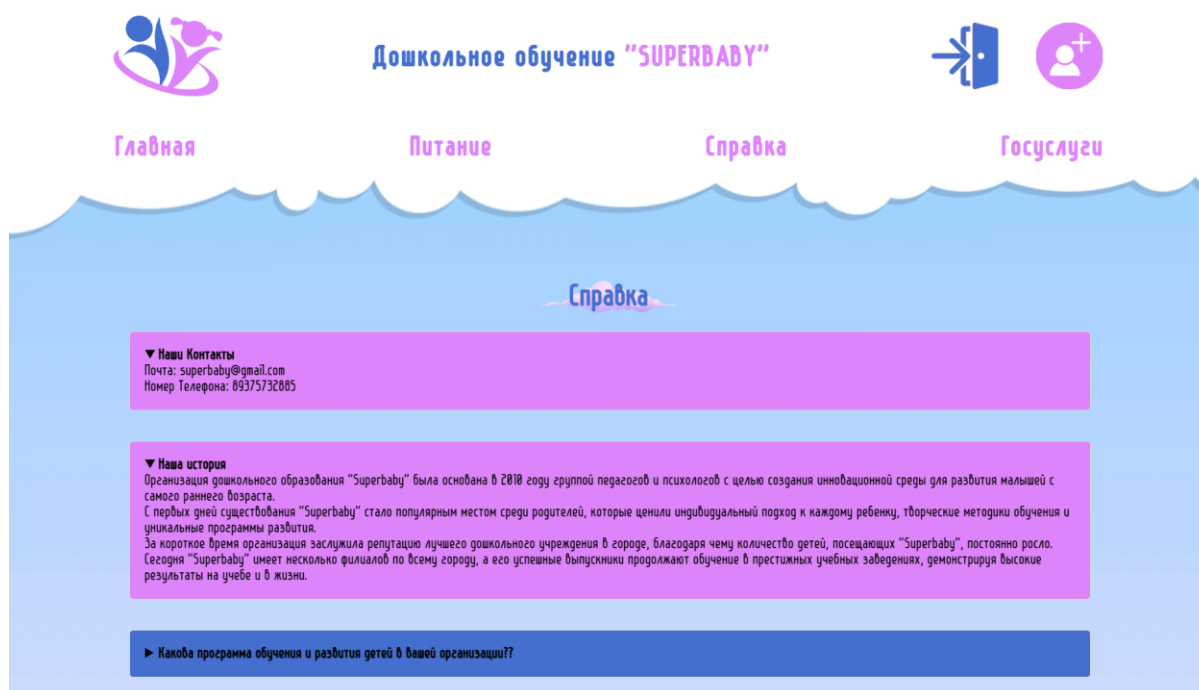 Дошкольное обучение "SUPERBABY"
Главная Питание Справка Госуслуги
Справка
▼ Наши Контакты
Почта: superbaby@gmail.com
Номер Телефона: 89375732885
▼ Наша история
Организация дошкольного образования "Superbaby" была основана в 2010 году группой педагогов и психологов с целью создания инновационной среды для развития малышей с
самого раннего возраста.
С первых дней существования "Superbaby" стало популярным местом среди родителей, которые ценили индивидуальный подход к каждому ребенку, творческие методики обучения и
уникальные программы развития.
За короткое время организация заслужила репутацию лучшего дошкольного учреждения в городе, благодаря чему количество детей, посещающих "Superbaby", постоянно росло.
Сегодня "Superbaby" имеет несколько филиалов по всему городу, а его успешные выпускники продолжают обучение в престижных учебных заведениях, демонстрируя высокие
результаты на учебе и в жизни.
► Какова программа обучения и развития детей в вашей организации??